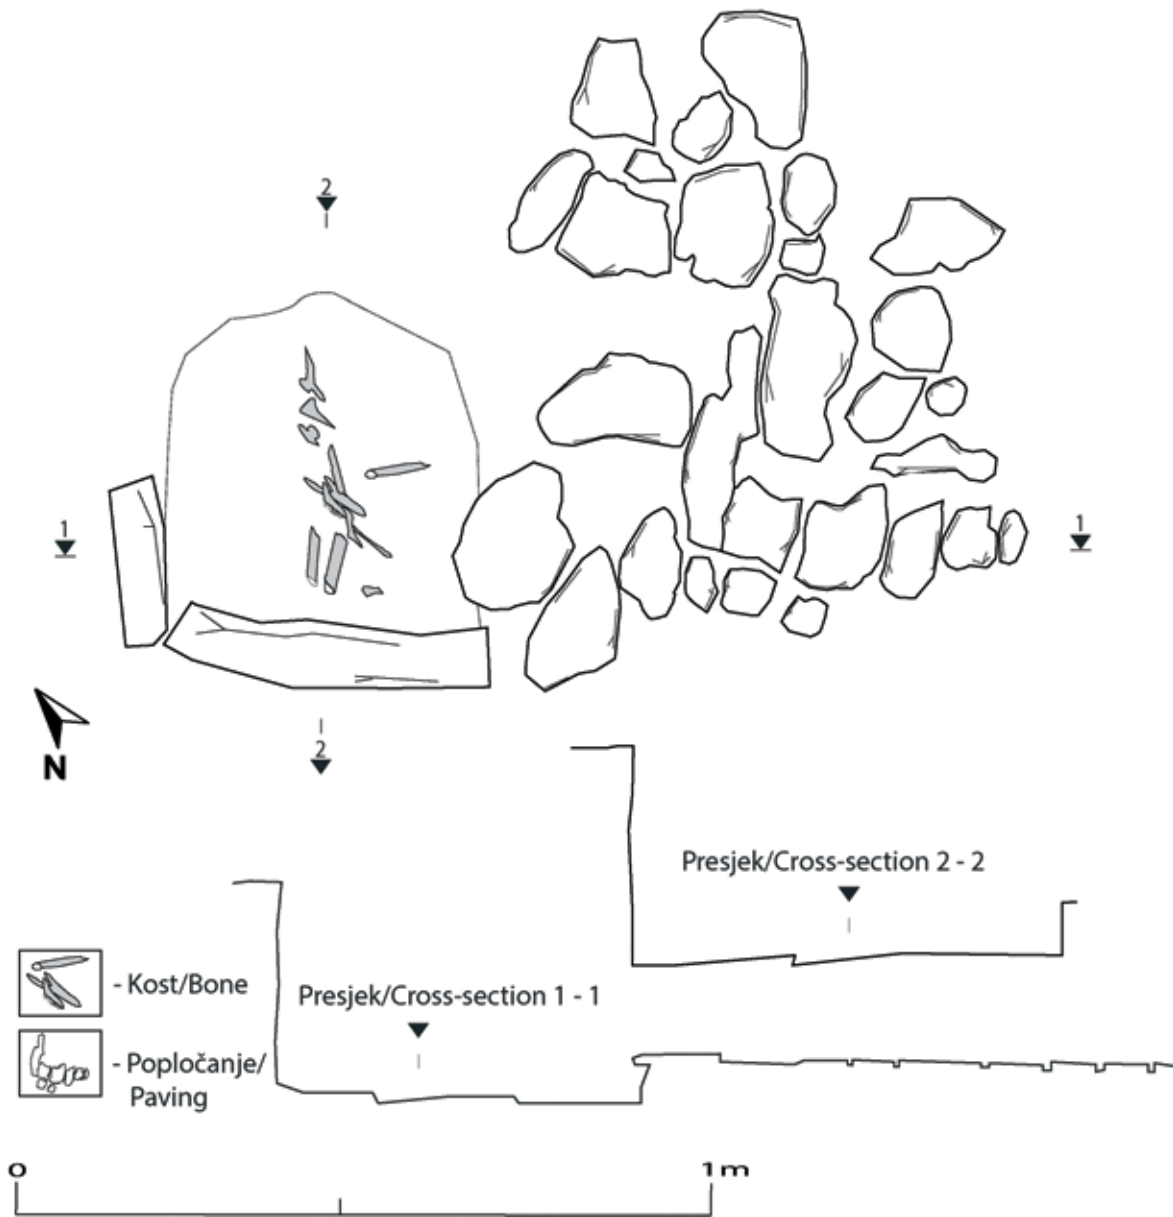 2
1
1
N
2
Presjek/Cross-section 2 - 2
- Kost/Bone
Presjek/Cross-section 1 - 1
- Popločanje/
Paving
0
1m